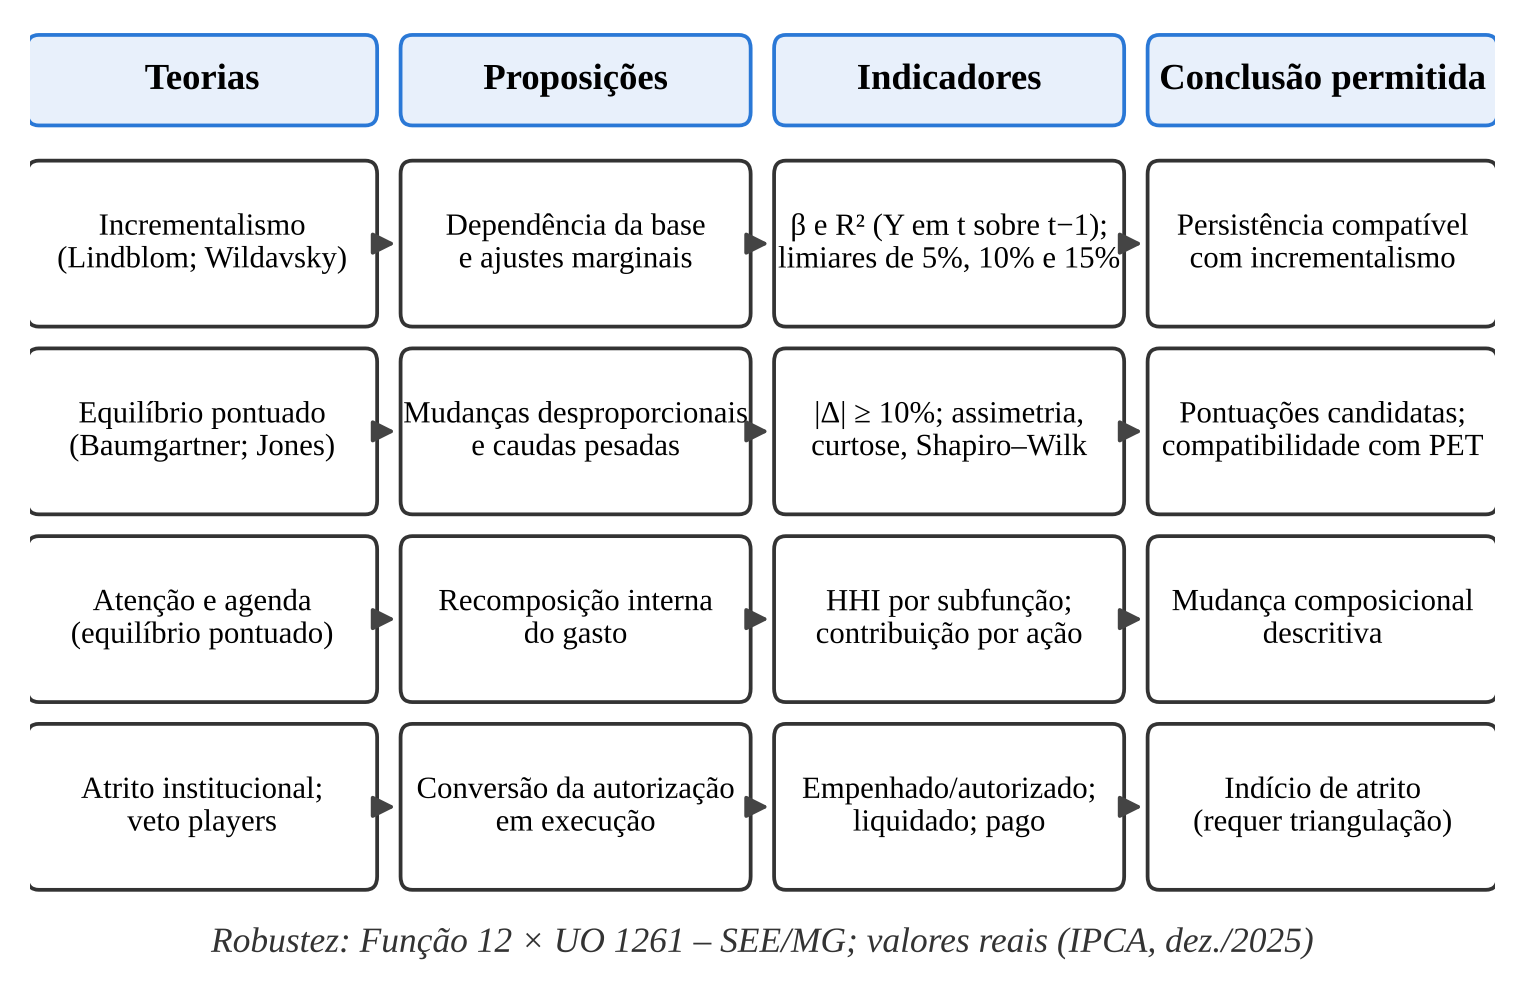 Teorias
Proposições
Indicadores
Conclusão permitida
Incrementalismo
(Lindblom; Wildavsky)
Dependência da base
e ajustes marginais
β e R² (Y em t sobre t−1);
limiares de 5%, 10% e 15%
Persistência compatível
com incrementalismo
Equilíbrio pontuado
(Baumgartner; Jones)
Mudanças desproporcionais
e caudas pesadas
|Δ| ≥ 10%; assimetria,
curtose, Shapiro–Wilk
Pontuações candidatas;
compatibilidade com PET
Atenção e agenda
(equilíbrio pontuado)
Recomposição interna
do gasto
HHI por subfunção;
contribuição por ação
Mudança composicional
descritiva
Atrito institucional;
veto players
Conversão da autorização
em execução
Empenhado/autorizado;
liquidado; pago
Indício de atrito
(requer triangulação)
Robustez: Função 12 × UO 1261 – SEE/MG; valores reais (IPCA, dez./2025)